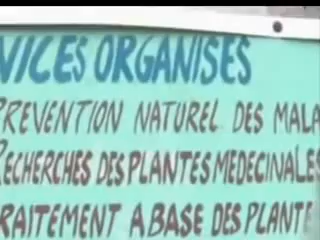 VICES ORGANISES
PREVENTION NATUREL DES MALA
RECHERCHES DES PLANTES MEDECINALES
RAITEMENT A BASE DES PLANTE